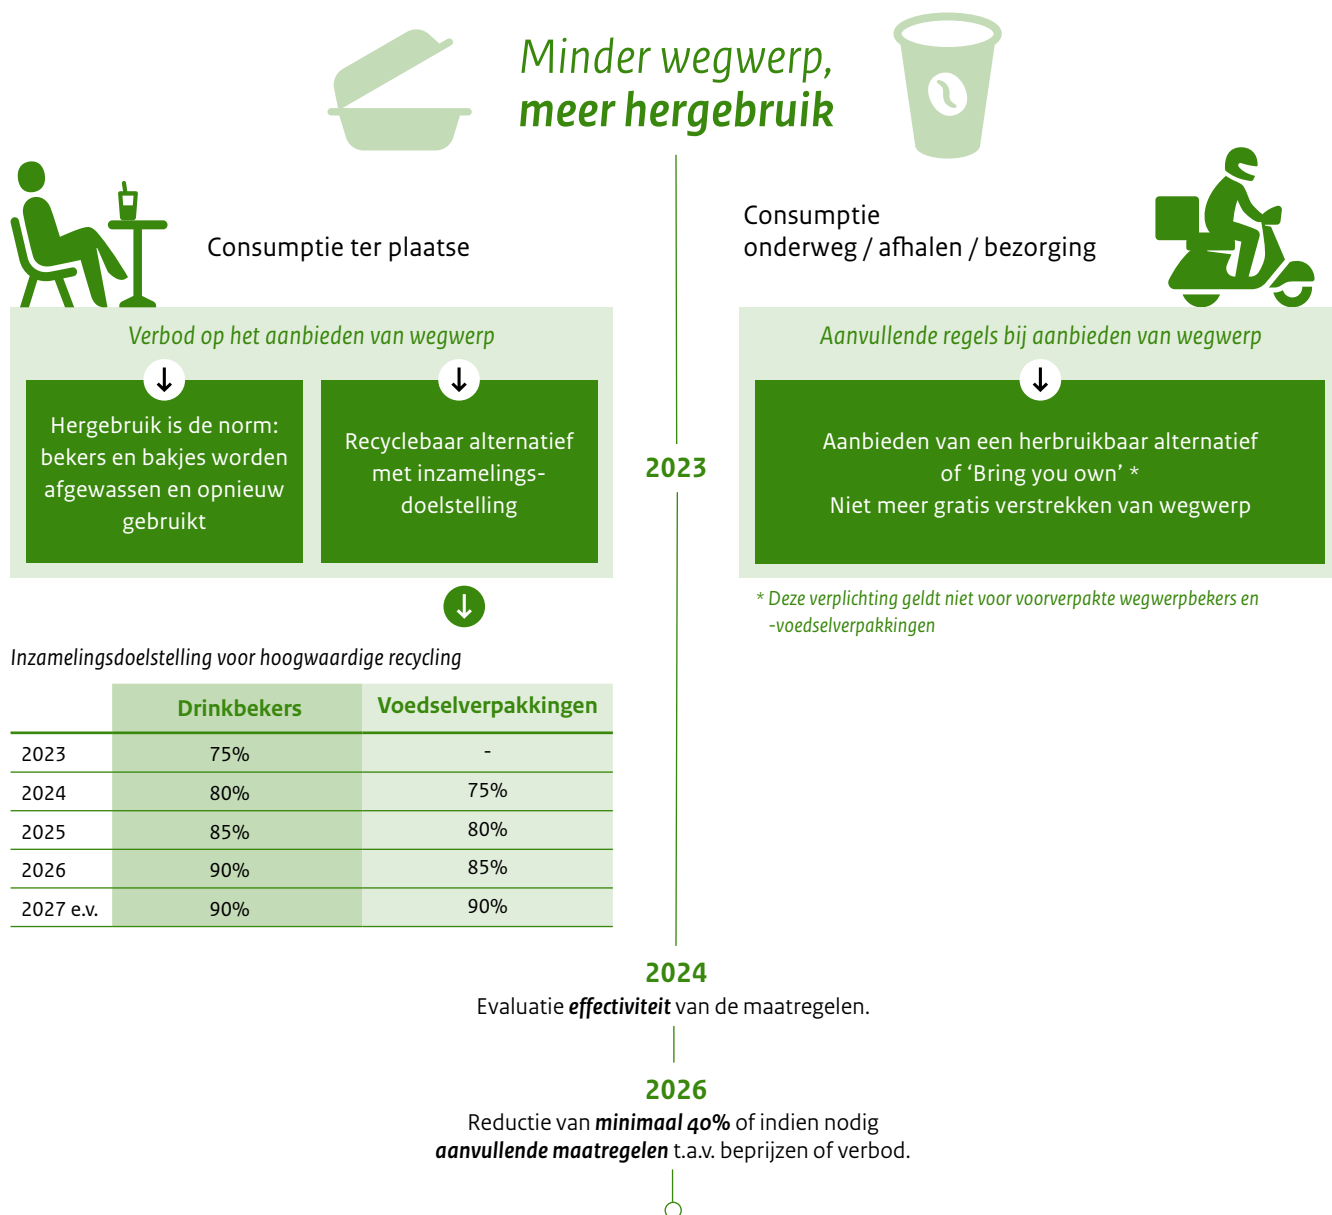 Minder wegwerp,
meer hergebruik
Consumptie ter plaatse
Verbod op het aanbieden van wegwerp
Hergebruik is de norm:
bekers en bakjes worden
afgewassen en opnieuw
gebruikt
Recyclebaar alternatief
met inzamelings-
doelstelling
Consumptie
onderweg / afhalen / bezorging
Aanvullende regels bij aanbieden van wegwerp
Aanbieden van een herbruikbaar alternatief
of ‘Bring you own’ *
Niet meer gratis verstrekken van wegwerp
* Deze verplichting geldt niet voor voorverpakte wegwerpbekers en
-voedselverpakkingen
2023
Inzamelingsdoelstelling voor hoogwaardige recycling
Drinkbekers Voedselverpakkingen
2023 75% -
2024 80% 75%
2025 85% 80%
2026 90% 85%
2027 e.v. 90% 90%
2024
Evaluatie effectiviteit van de maatregelen.
2026
Reductie van minimaal 40% of indien nodig
aanvullende maatregelen t.a.v. beprijzen of verbod.